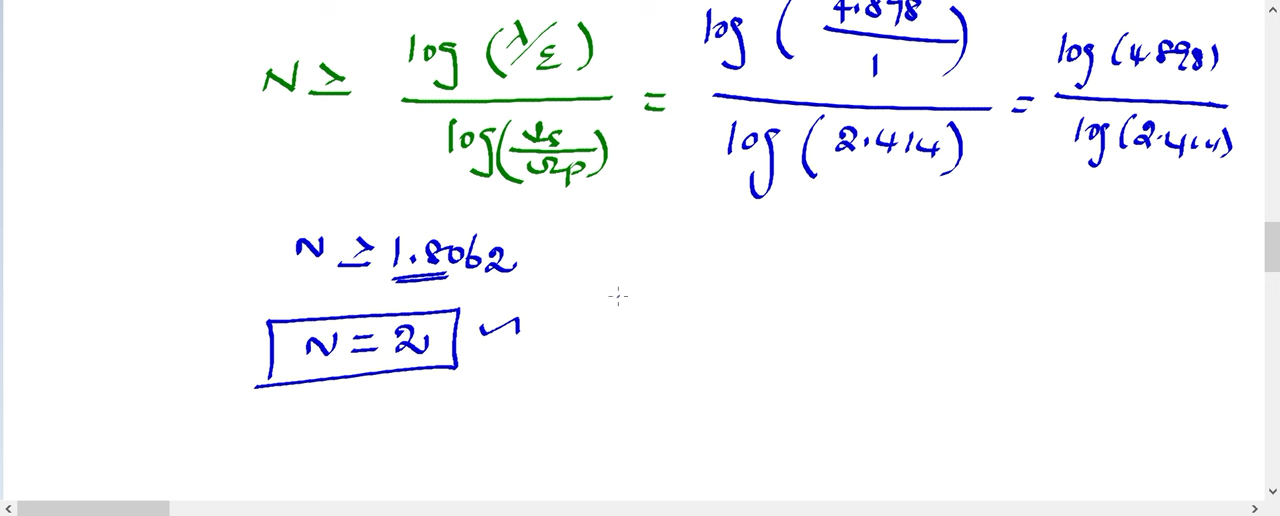 N ≥ log (λ/ε) / log(Ωs/Ωp) = log (4.898 / 1) / log (2.414) = log (4.898) / log (2.414)
N ≥ 1.8062
N = 2